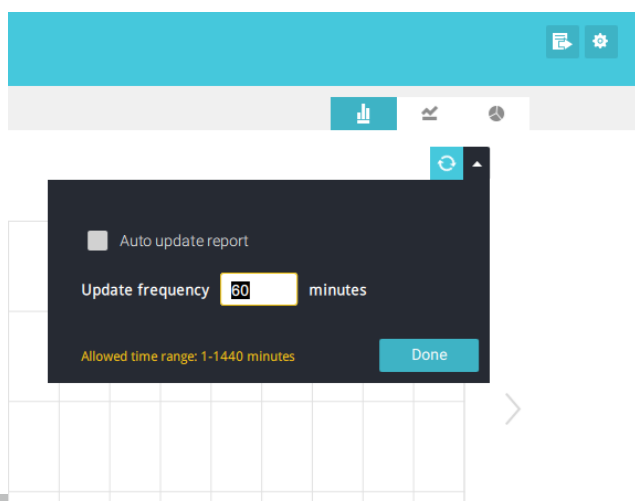 Auto update report
Update frequency 60 minutes
Allowed time range: 1-1440 minutes
Done